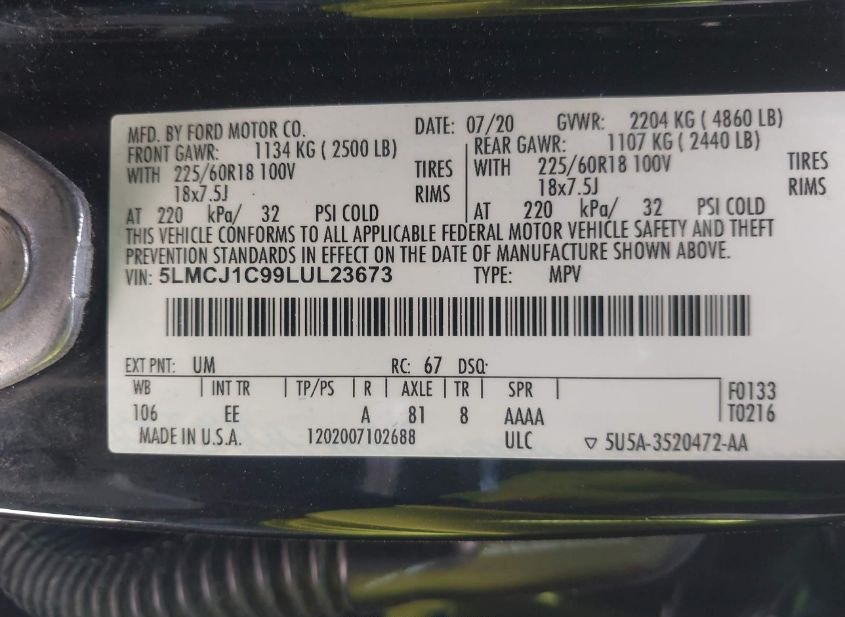 MFD. BY FORD MOTOR CO. DATE: 07/20 GVWR: 2204 KG ( 4860 LB)
FRONT GAWR: 1134 KG ( 2500 LB) REAR GAWR: 1107 KG ( 2440 LB)
WITH 225/60R18 100V TIRES WITH 225/60R18 100V TIRES
18x7.5J RIMS 18x7.5J RIMS
AT 220 kPa/ 32 PSI COLD AT 220 kPa/ 32 PSI COLD
THIS VEHICLE CONFORMS TO ALL APPLICABLE FEDERAL MOTOR VEHICLE SAFETY AND THEFT
PREVENTION STANDARDS IN EFFECT ON THE DATE OF MANUFACTURE SHOWN ABOVE.
VIN: 5LMCJ1C99LUL23673 TYPE: MPV
EXT PNT: UM RC: 67 DSO:
WB INT TR TP/PS R AXLE TR SPR F0133
106 EE A 81 8 AAAA T0216
MADE IN U.S.A. 1202007102688 ULC ▽ 5U5A-3520472-AA